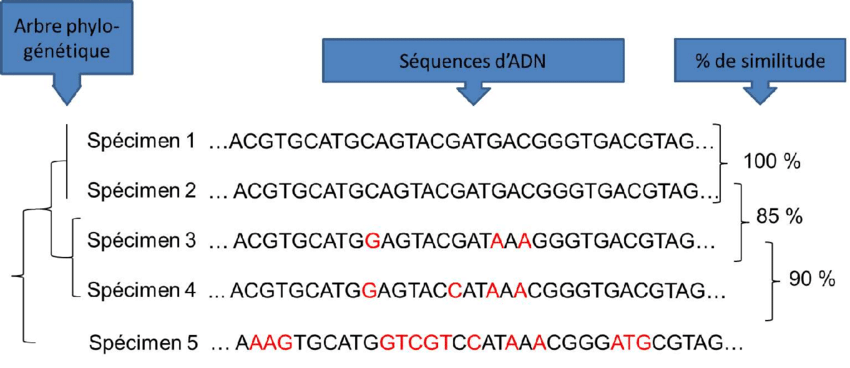 Arbre phylo-
génétique
Séquences d'ADN
% de similitude
Spécimen 1 …ACGTGCATGCAGTACGATGACGGGTGACGTAG…
100 %
Spécimen 2 … ACGTGCATGCAGTACGATGACGGGTGACGTAG…
85 %
Spécimen 3 … ACGTGCATGGAGTACGATAAAGGGTGACGTAG…
90 %
Spécimen 4 … ACGTGCATGGAGTACCATAAACGGGTGACGTAG…
Spécimen 5 … AAAGTGCATGGTCGTCCATAAACGGGATGCGTAG…